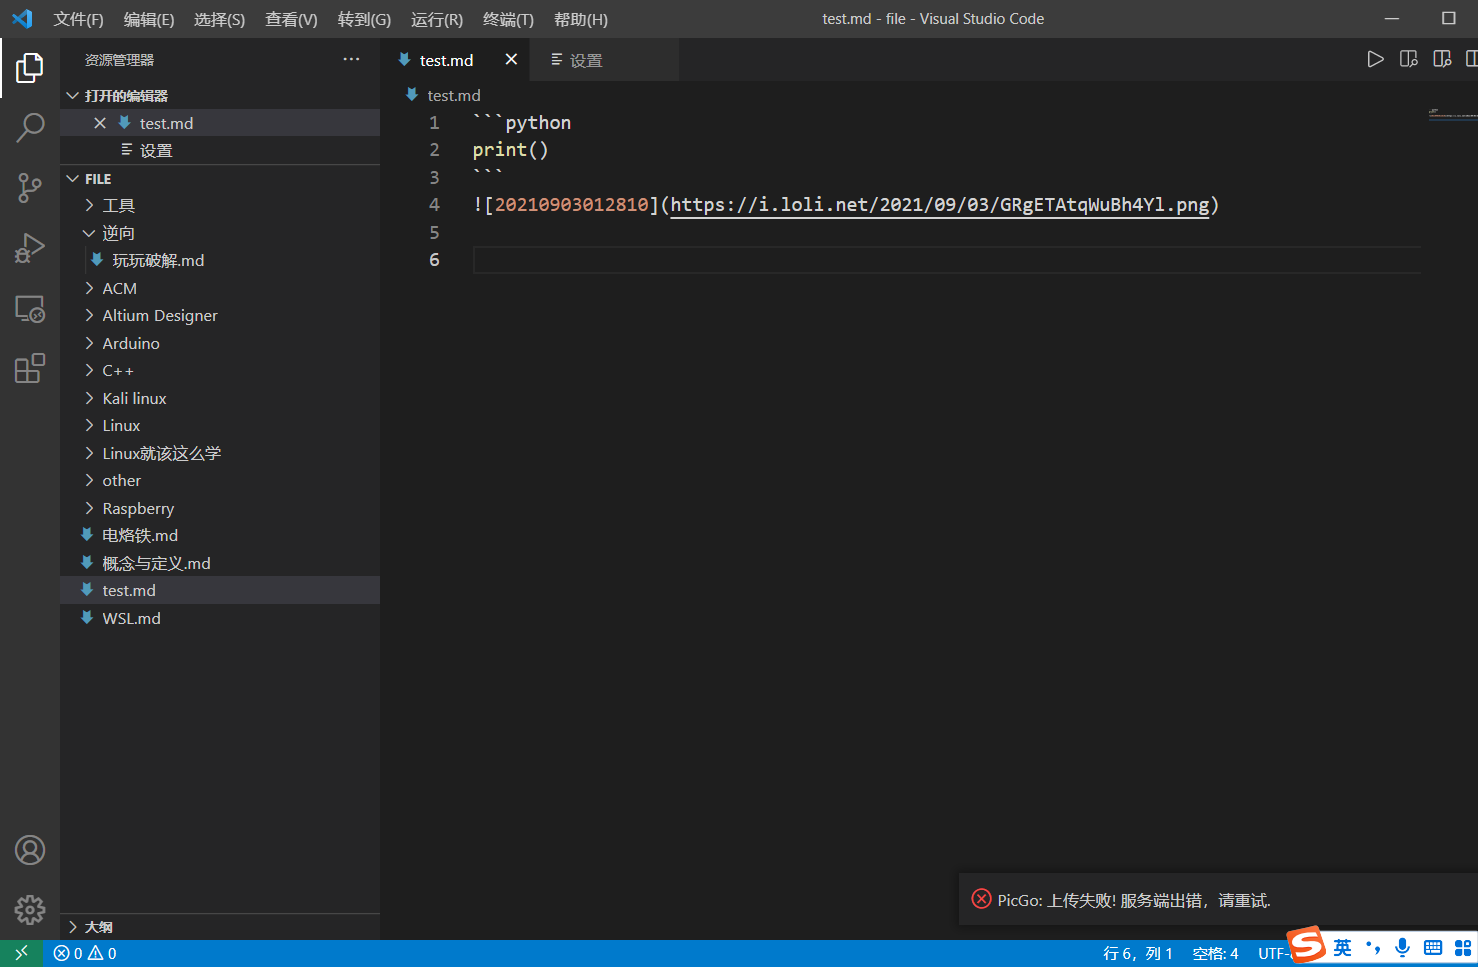 文件(F) 编辑(E) 选择(S) 查看(V) 转到(G) 运行(R) 终端(T) 帮助(H) test.md - file - Visual Studio Code
资源管理器
打开的编辑器
test.md
设置
FILE
工具
逆向
玩玩破解.md
ACM
Altium Designer
Arduino
C++
Kali linux
Linux
Linux就该这么学
other
Raspberry
电烙铁.md
概念与定义.md
test.md
WSL.md
大纲
test.md 设置
test.md
1 ```python
2 print()
3 ```
4 ![20210903012810](https://i.loli.net/2021/09/03/GRgETAtqWuBh4Yl.png)
5
6
PicGo: 上传失败! 服务端出错，请重试.
0 0 行 6，列 1 空格: 4 UTF- 英